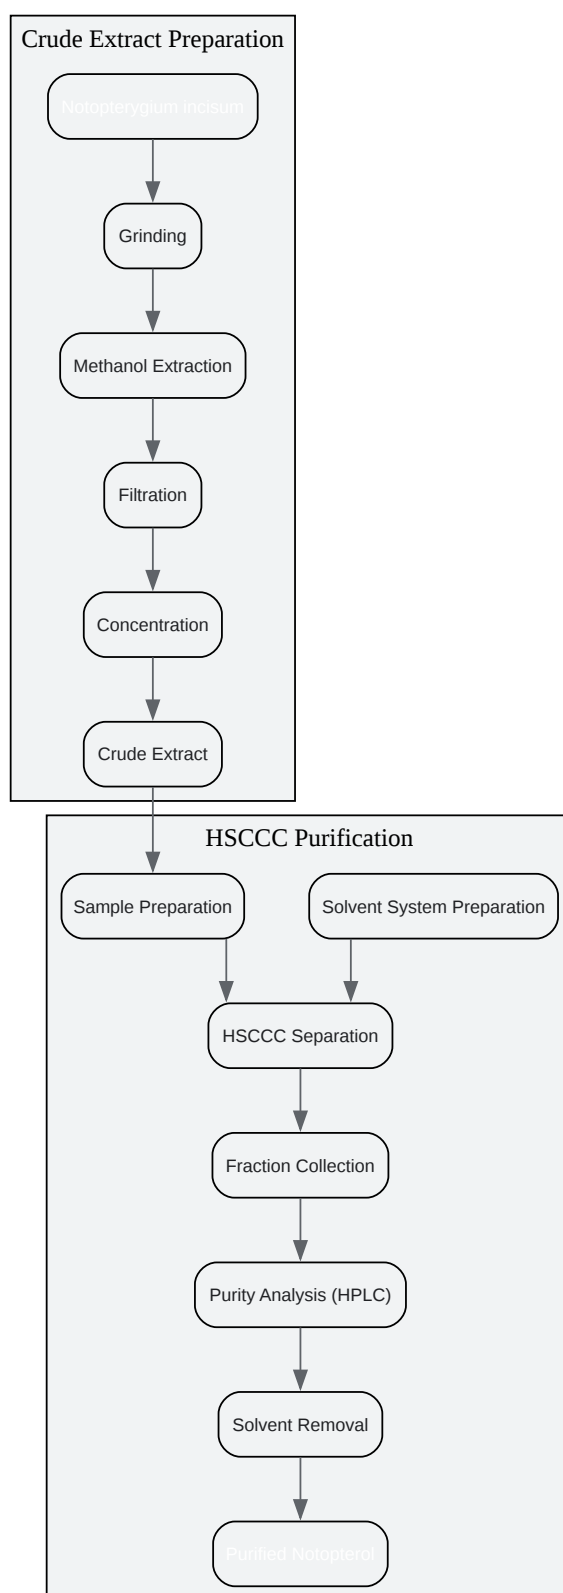 Crude Extract Preparation
Notopterygium incisum
Grinding
Methanol Extraction
Filtration
Concentration
Crude Extract
HSCCC Purification
Sample Preparation
Solvent System Preparation
HSCCC Separation
Fraction Collection
Purity Analysis (HPLC)
Solvent Removal
Purified Notopterol